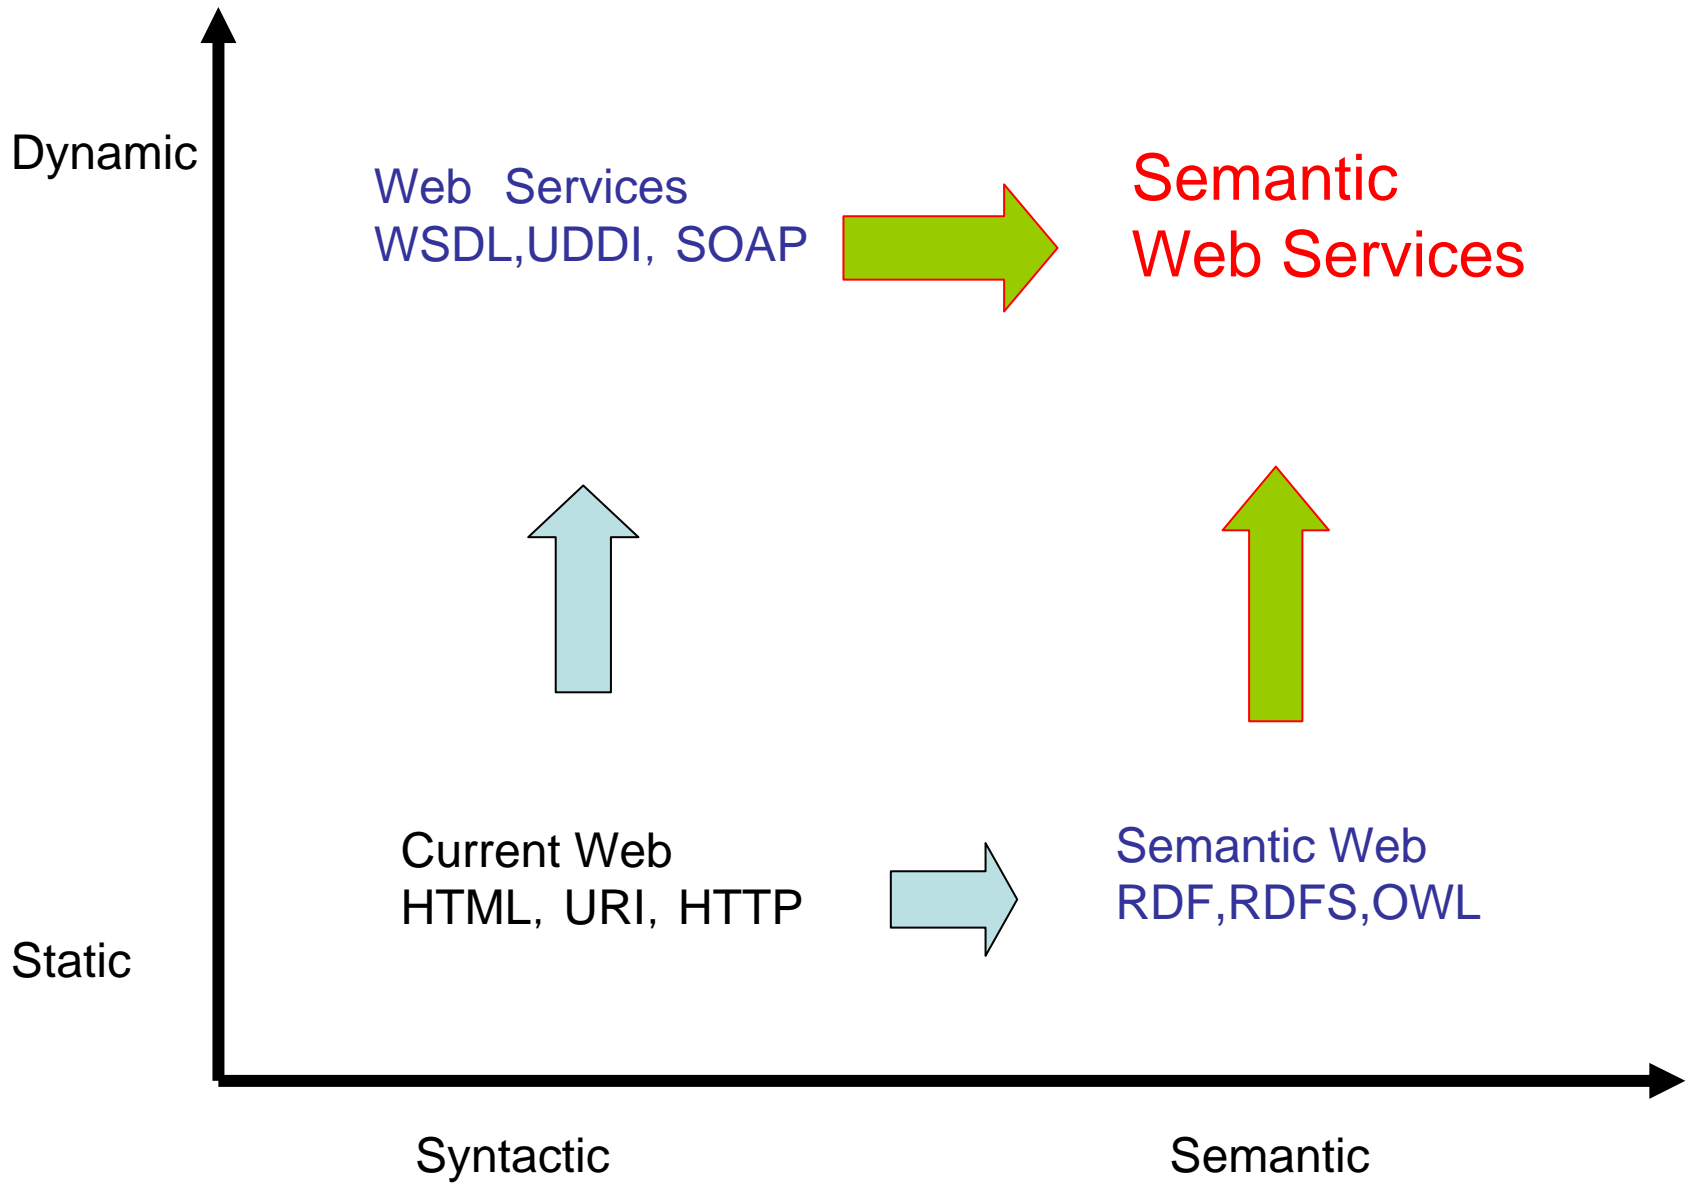 Dynamic
Web Services
WSDL,UDDI, SOAP
Semantic
Web Services
Current Web
HTML, URI, HTTP
Semantic Web
RDF,RDFS,OWL
Static
Syntactic
Semantic